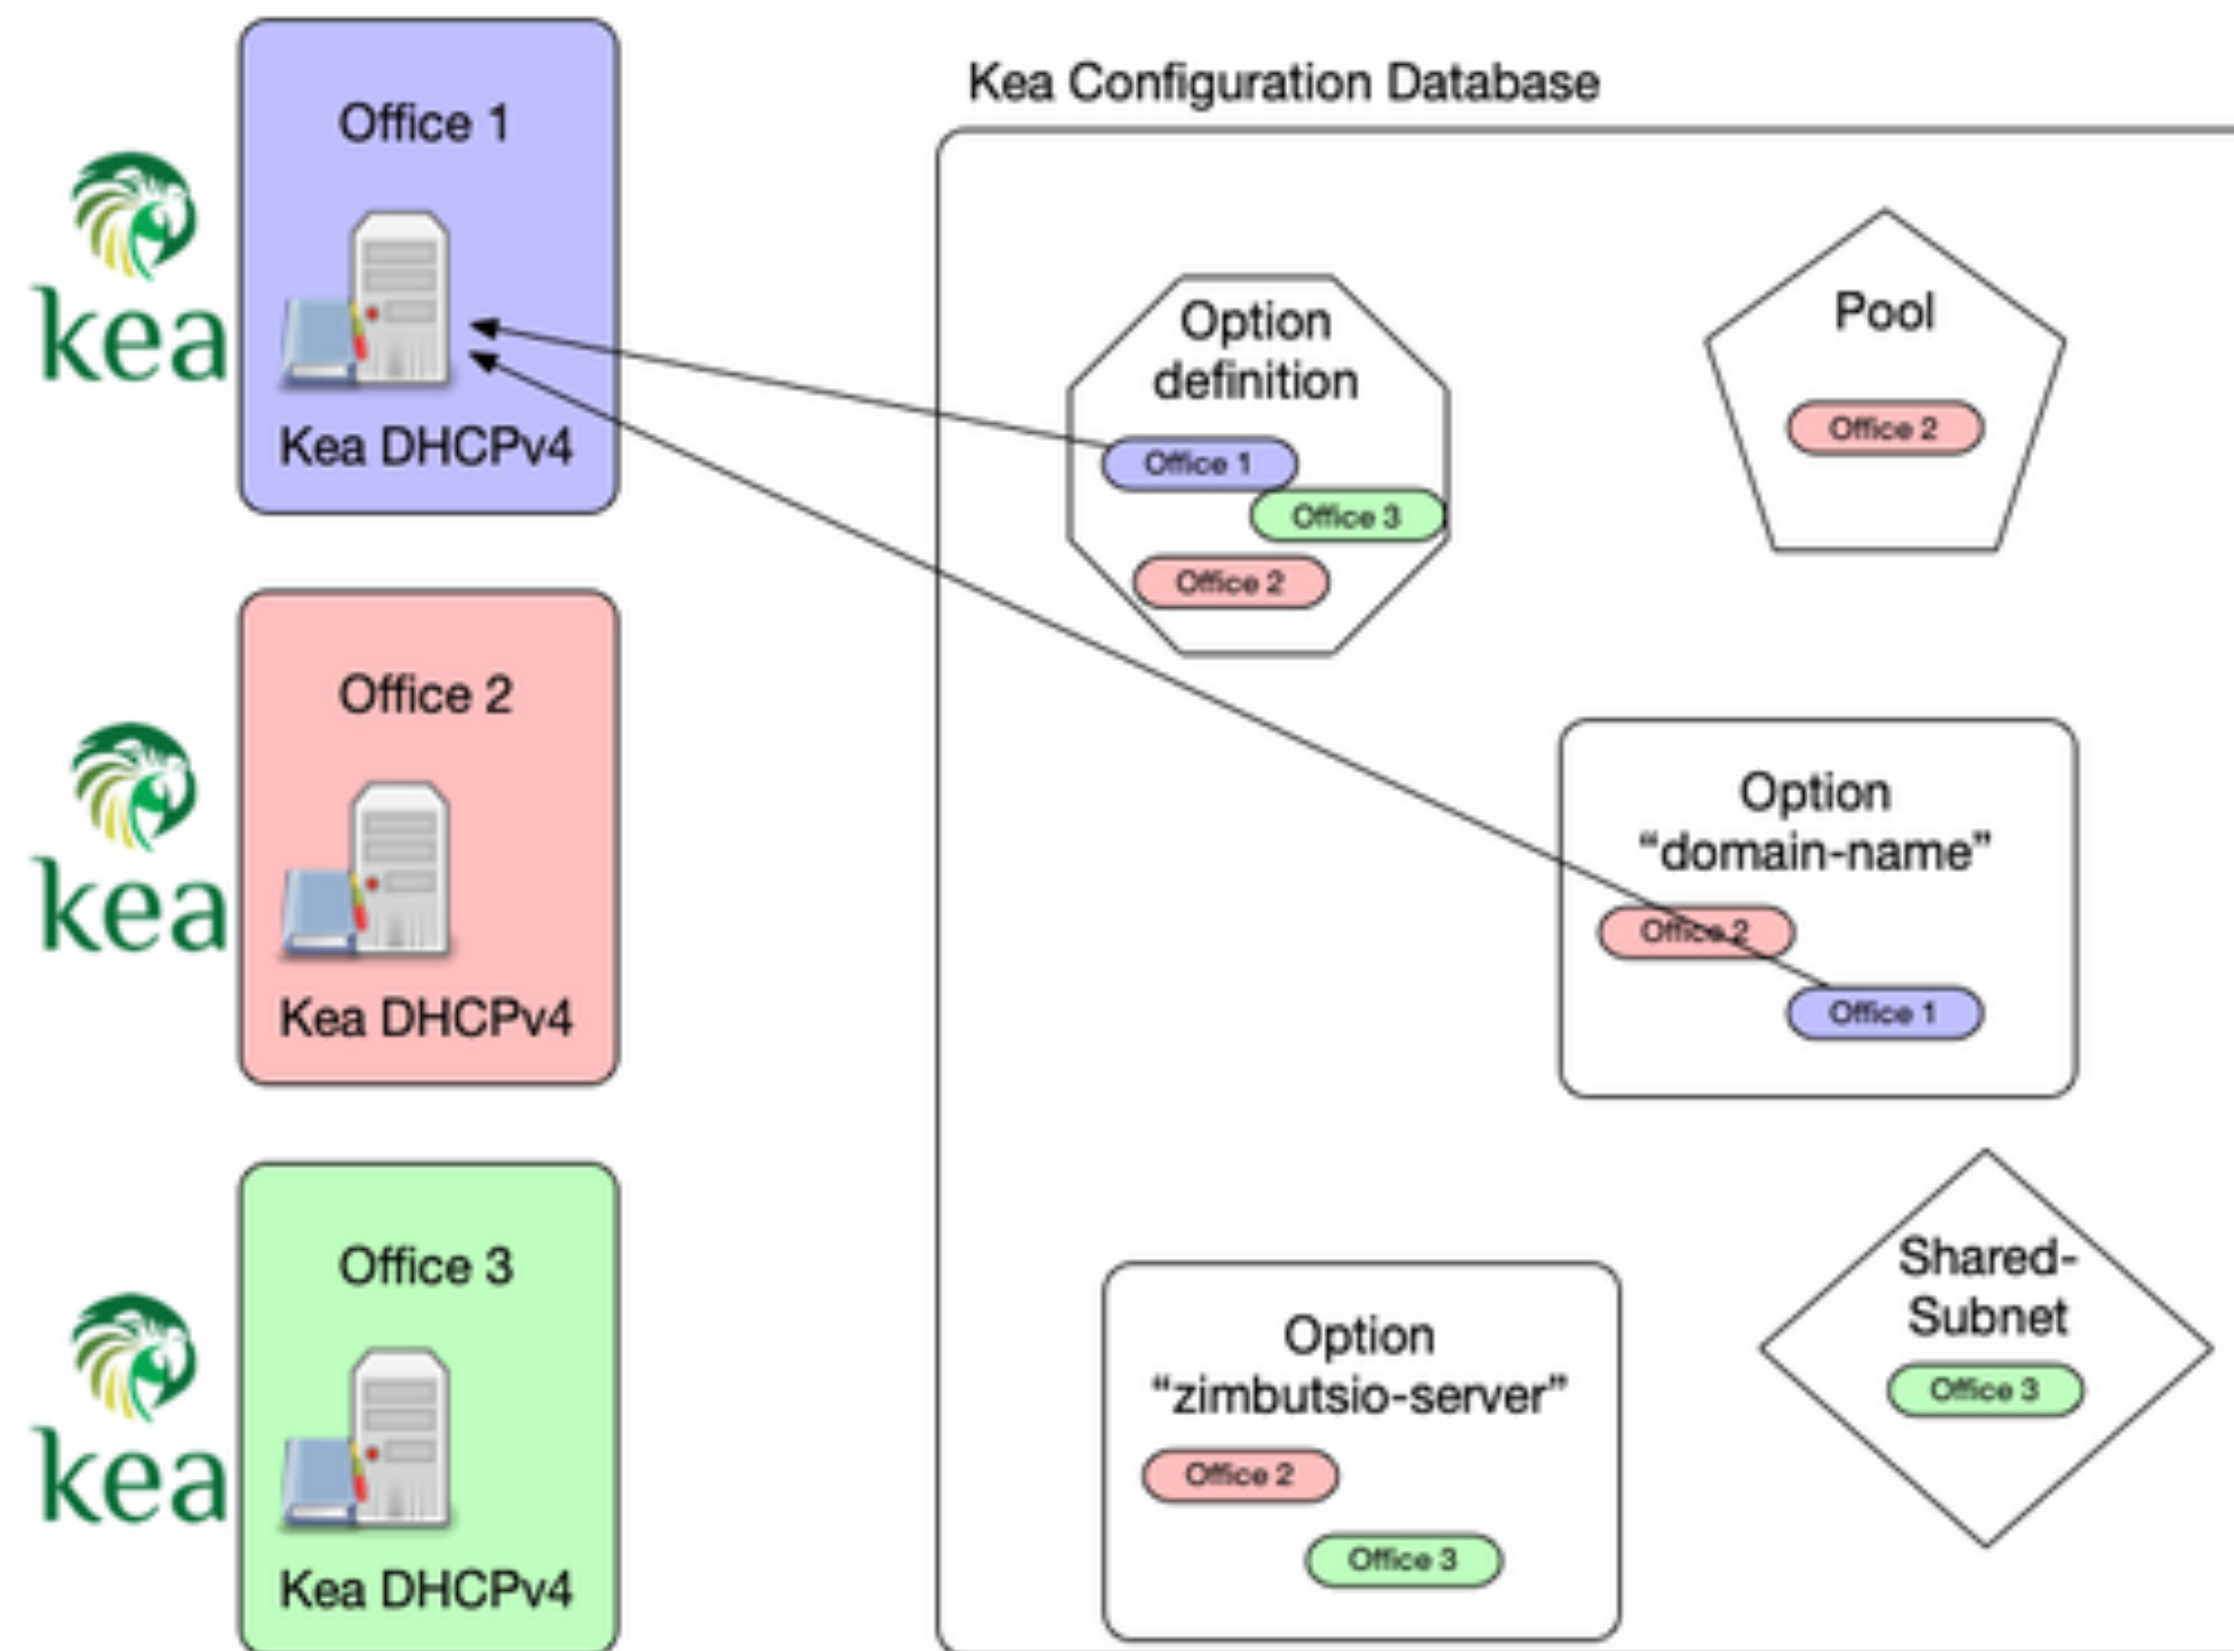 Office 1
kea
Kea DHCPv4
Office 2
kea
Kea DHCPv4
Office 3
kea
Kea DHCPv4
Kea Configuration Database
Option
definition
Office 1
Office 3
Office 2
Pool
Office 2
Option
“domain-name”
Office 2
Office 1
Option
“zimbutsio-server”
Office 2
Office 3
Shared-
Subnet
Office 3